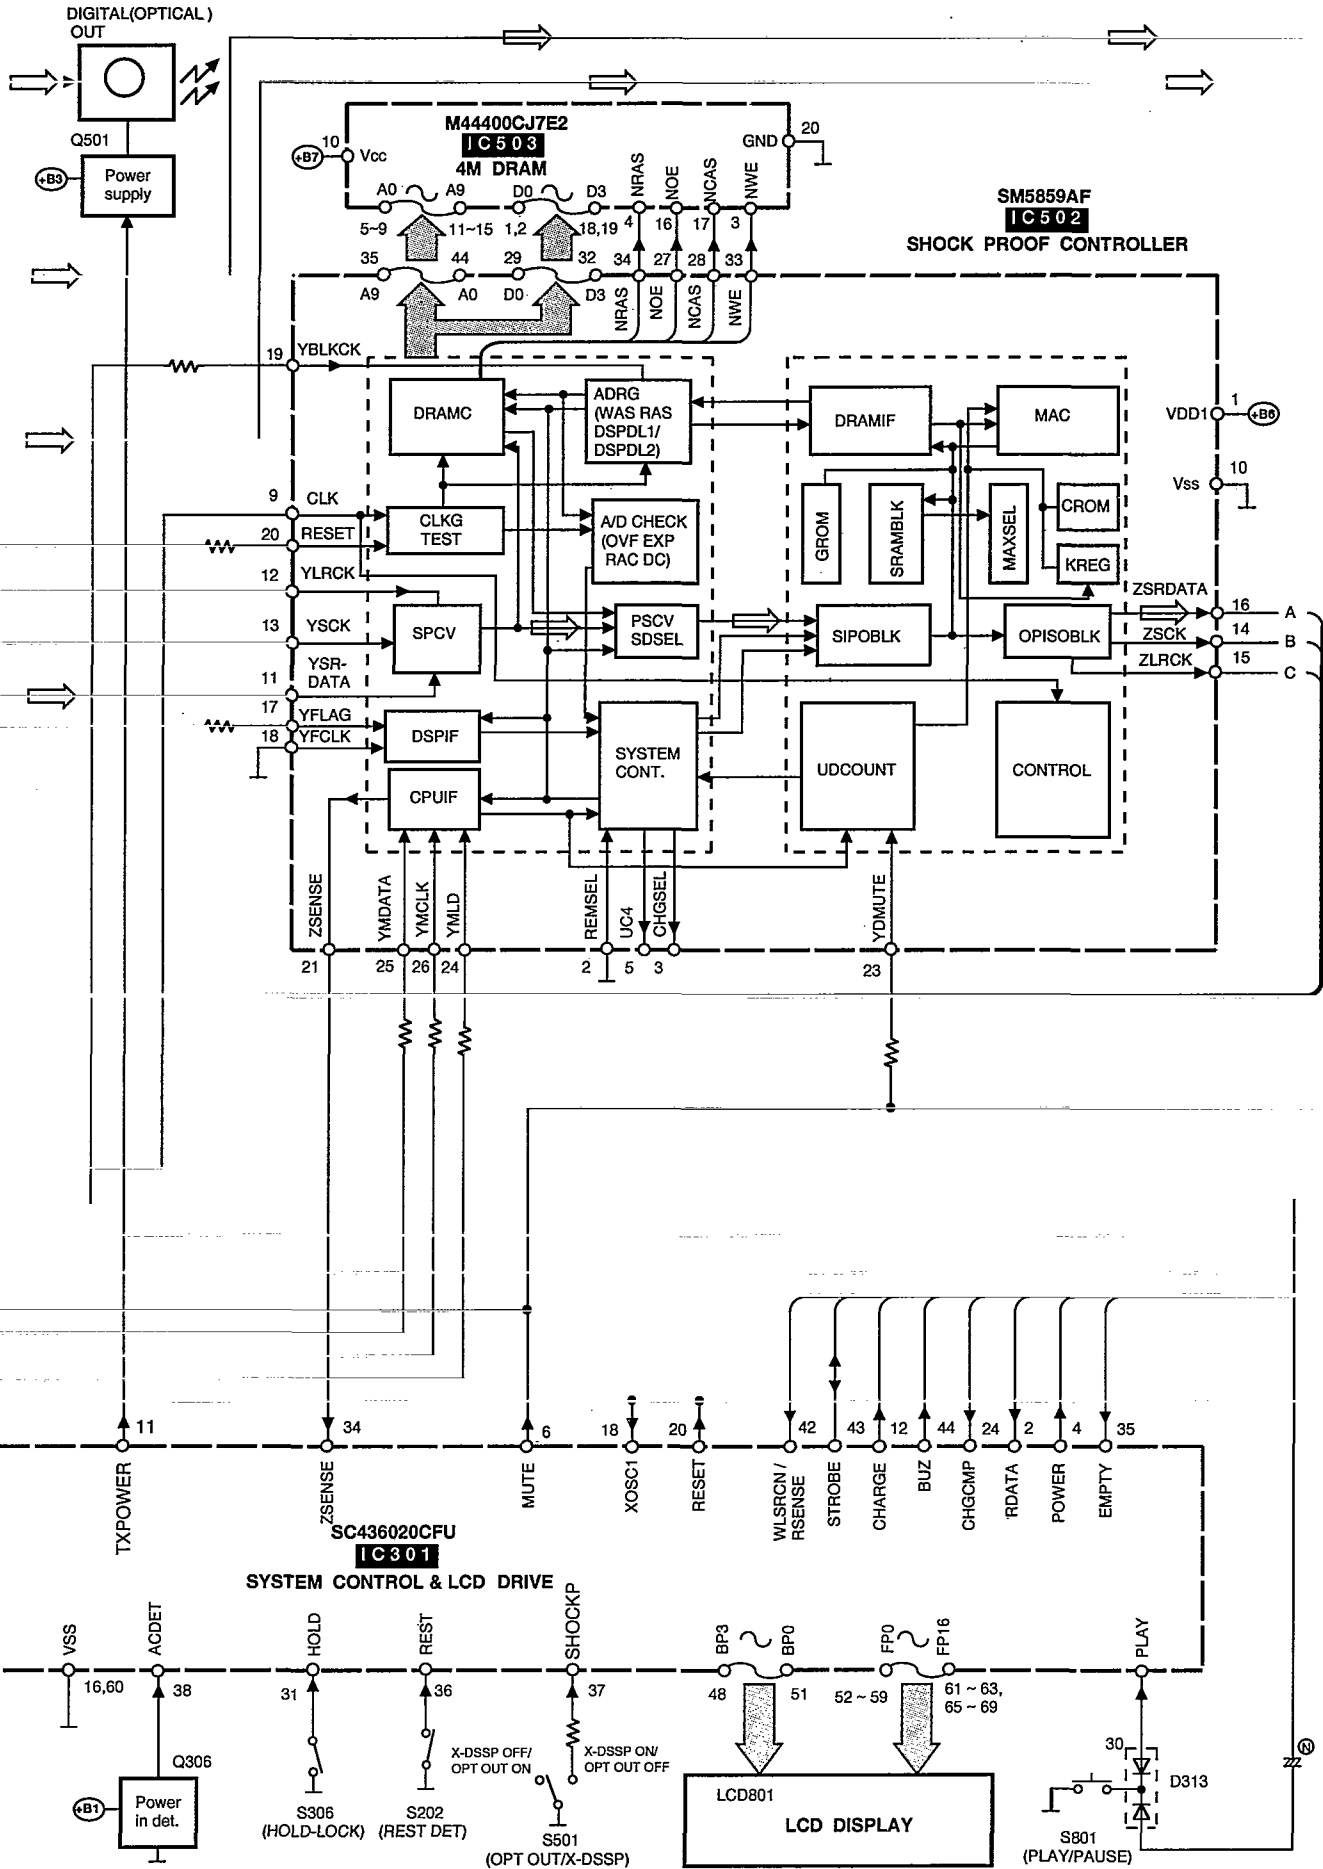 DIGITAL(OPTICAL)
OUT
Q501
+B3
Power
supply
M44400CJ7E2
IC503
4M DRAM
+B7
10
Vcc
GND
20
A0 A9 D0 D3
NRAS
NOE
NCAS
NWE
5~9 11~15 1,2 18,19 4 16 17 3
SM5859AF
IC502
SHOCK PROOF CONTROLLER
35 44 29 32 34 27 28 33
A9 A0 D0 D3
NRAS
NOE
NCAS
NWE
19 YBLKCK
DRAMC
ADRG
(WAS RAS
DSPDL1/
DSPDL2)
DRAMIF
MAC
VDD1
1
+B6
10
Vss
9 CLK
20 RESET
CLKG
TEST
A/D CHECK
(OVF EXP
RAC DC)
GROM
SRAMBLK
MAXSEL
CROM
KREG
12 YLRCK
13 YSCK
SPCV
PSCV
SDSEL
SIPOBLK
OPISOBLK
ZSRDATA
16 A
ZSCK
14 B
ZLRCK
15 C
YSR-
11 DATA
17 YFLAG
18 YFCLK
DSPIF
CPUIF
SYSTEM
CONT.
UDCOUNT
CONTROL
ZSENSE
YMDATA
YMCLK
YMLD
REMSEL
UC4
CHGSEL
YDMUTE
21 25 26 24 2 5 3 23
11 34 6 18 20 42 43 12 44 24 2 4 35
TXPOWER
ZSENSE
MUTE
XOSC1
RESET
WLSRCN/
RSENSE
STROBE
CHARGE
BUZ
CHGCMP
RDATA
POWER
EMPTY
SC436020CFU
IC301
SYSTEM CONTROL & LCD DRIVE
VSS
ACDET
HOLD
REST
SHOCKP
BP3
BP0
FP0
FP16
PLAY
16,60 38 31 36 37 48 51 52~59
61~63,
65~69
30
Q306
+B1
Power
in det.
S306
(HOLD-LOCK)
S202
(REST DET)
X-DSSP OFF/
OPT OUT ON
X-DSSP ON/
OPT OUT OFF
S501
(OPT OUT/X-DSSP)
LCD801
LCD DISPLAY
D313
S801
(PLAY/PAUSE)
N